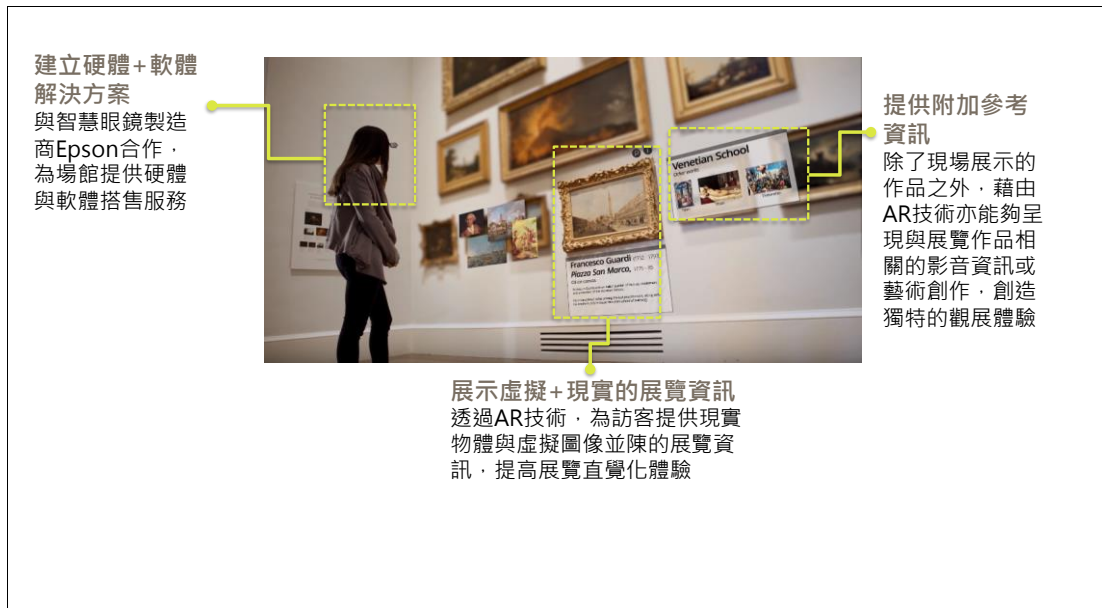 建立硬體+軟體
解決方案
與智慧眼鏡製造
商Epson合作，
為場館提供硬體
與軟體搭售服務
Venetian School
Other works
Francesco Guardi
Piazza San Marco,
Oil on canvas
提供附加參考
資訊
除了現場展示的
作品之外，藉由
AR技術亦能夠呈
現與展覽作品相
關的影音資訊或
藝術創作，創造
獨特的觀展體驗
展示虛擬+現實的展覽資訊
透過AR技術，為訪客提供現實
物體與虛擬圖像並陳的展覽資
訊，提高展覽直覺化體驗